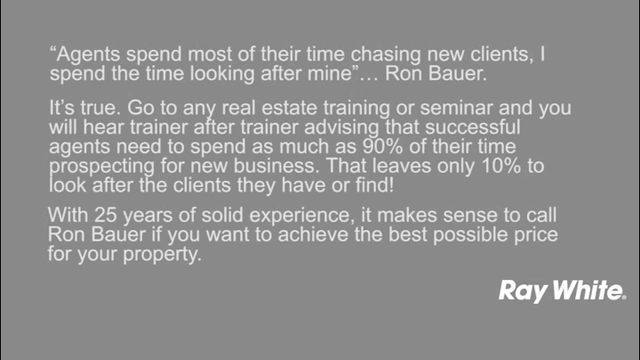 “Agents spend most of their time chasing new clients, I
spend the time looking after mine”… Ron Bauer.
It’s true. Go to any real estate training or seminar and you
will hear trainer after trainer advising that successful
agents need to spend as much as 90% of their time
prospecting for new business. That leaves only 10% to
look after the clients they have or find!
With 25 years of solid experience, it makes sense to call
Ron Bauer if you want to achieve the best possible price
for your property.
Ray White.